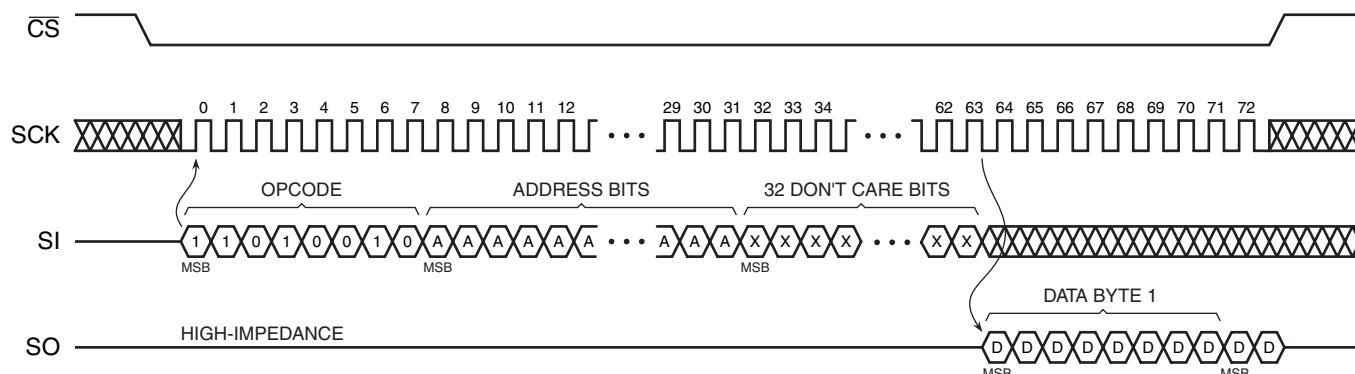 CS
0 1 2 3 4 5 6 7 8 9 10 11 12 29 30 31 32 33 34 62 63 64 65 66 67 68 69 70 71 72
SCK
OPCODE ADDRESS BITS 32 DON'T CARE BITS
SI 1 1 0 1 0 0 1 0 A A A A A A A A A X X X X X X
MSB MSB MSB
DATA BYTE 1
HIGH-IMPEDANCE
SO D D D D D D D D D D
MSB MSB